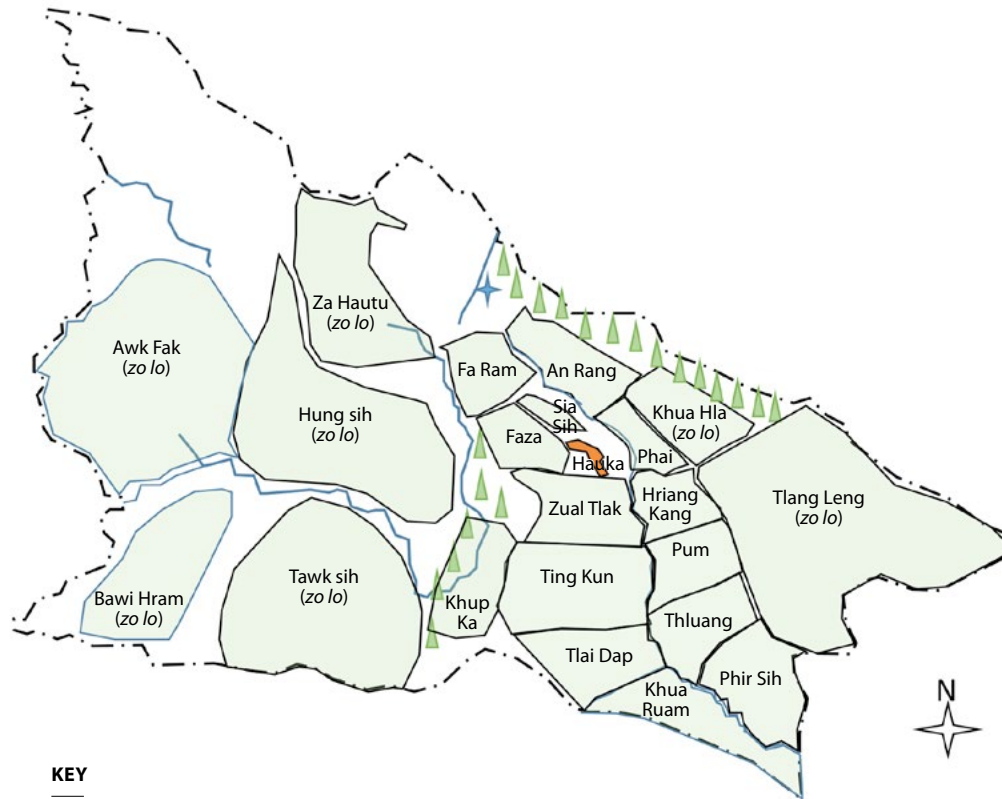 Za Hautu
(zo lo)
Awk Fak
(zo lo)
Fa Ram
An Rang
Hung sih
(zo lo)
Sia
Sih
Khua Hla
(zo lo)
Faza
Phai
Hauka
Tlang Leng
(zo lo)
Zual Tlak
Hriang
Kang
Pum
Ting Kun
Tawk sih
(zo lo)
Bawi Hram
(zo lo)
Khup
Ka
Thluang
Tlai Dap
Phir Sih
Khua
Ruam
N
KEY